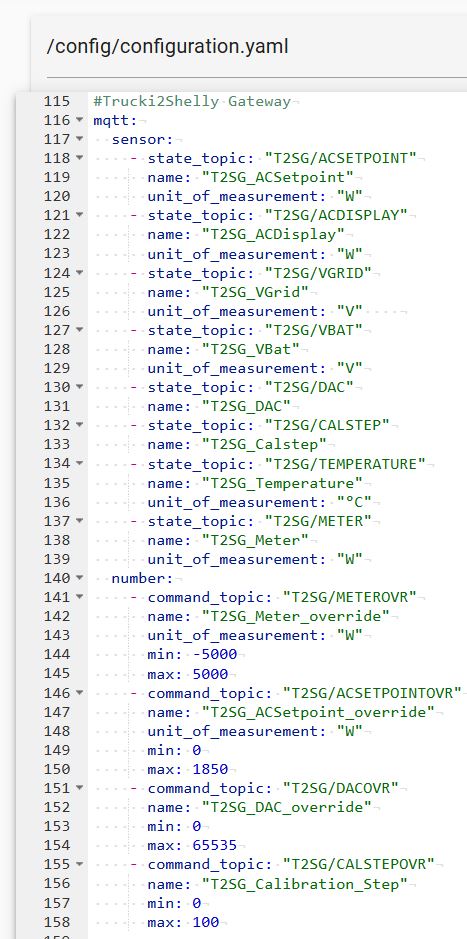 /config/configuration.yaml
115 #Trucki2Shelly Gateway
116 mqtt:
117   sensor:
118     - state_topic: "T2SG/ACSETPOINT"
119       name: "T2SG_ACSetpoint"
120       unit_of_measurement: "W"
121     - state_topic: "T2SG/ACDISPLAY"
122       name: "T2SG_ACDisplay"
123       unit_of_measurement: "W"
124     - state_topic: "T2SG/VGRID"
125       name: "T2SG_VGrid"
126       unit_of_measurement: "V"
127     - state_topic: "T2SG/VBAT"
128       name: "T2SG_VBat"
129       unit_of_measurement: "V"
130     - state_topic: "T2SG/DAC"
131       name: "T2SG_DAC"
132     - state_topic: "T2SG/CALSTEP"
133       name: "T2SG_Calstep"
134     - state_topic: "T2SG/TEMPERATURE"
135       name: "T2SG_Temperature"
136       unit_of_measurement: "°C"
137     - state_topic: "T2SG/METER"
138       name: "T2SG_Meter"
139       unit_of_measurement: "W"
140   number:
141     - command_topic: "T2SG/METEROVR"
142       name: "T2SG_Meter_override"
143       unit_of_measurement: "W"
144       min: -5000
145       max: 5000
146     - command_topic: "T2SG/ACSETPOINTOVR"
147       name: "T2SG_ACSetpoint_override"
148       unit_of_measurement: "W"
149       min: 0
150       max: 1850
151     - command_topic: "T2SG/DACOVR"
152       name: "T2SG_DAC_override"
153       min: 0
154       max: 65535
155     - command_topic: "T2SG/CALSTEPOVR"
156       name: "T2SG_Calibration_Step"
157       min: 0
158       max: 100